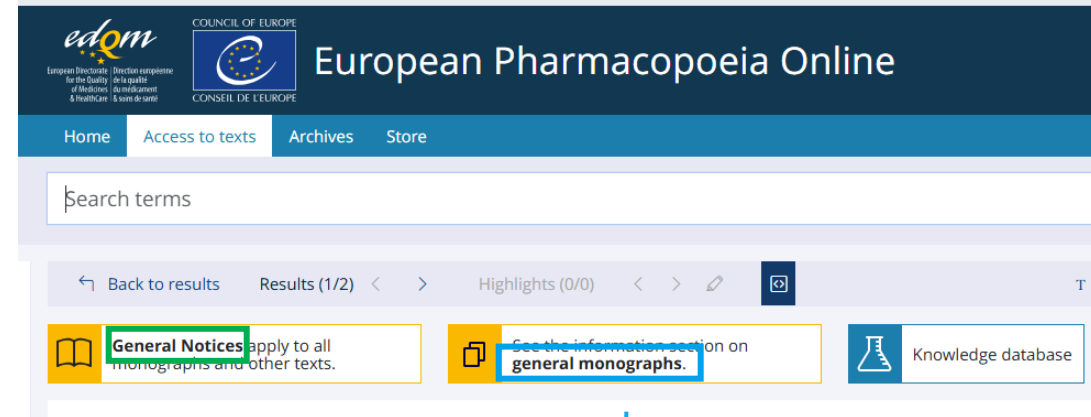 COUNCIL OF EUROPE
edqm
European Directorate | Direction européenne
for the Quality | de la qualité
of Medicines | du médicament
& HealthCare | & soins de santé
CONSEIL DE L'EUROPE
European Pharmacopoeia Online
Home Access to texts Archives Store
Search terms
Back to results Results (1/2) < > Highlights (0/0) < > T
General Notices apply to all
monographs and other texts.
See the information section on
general monographs.
Knowledge database